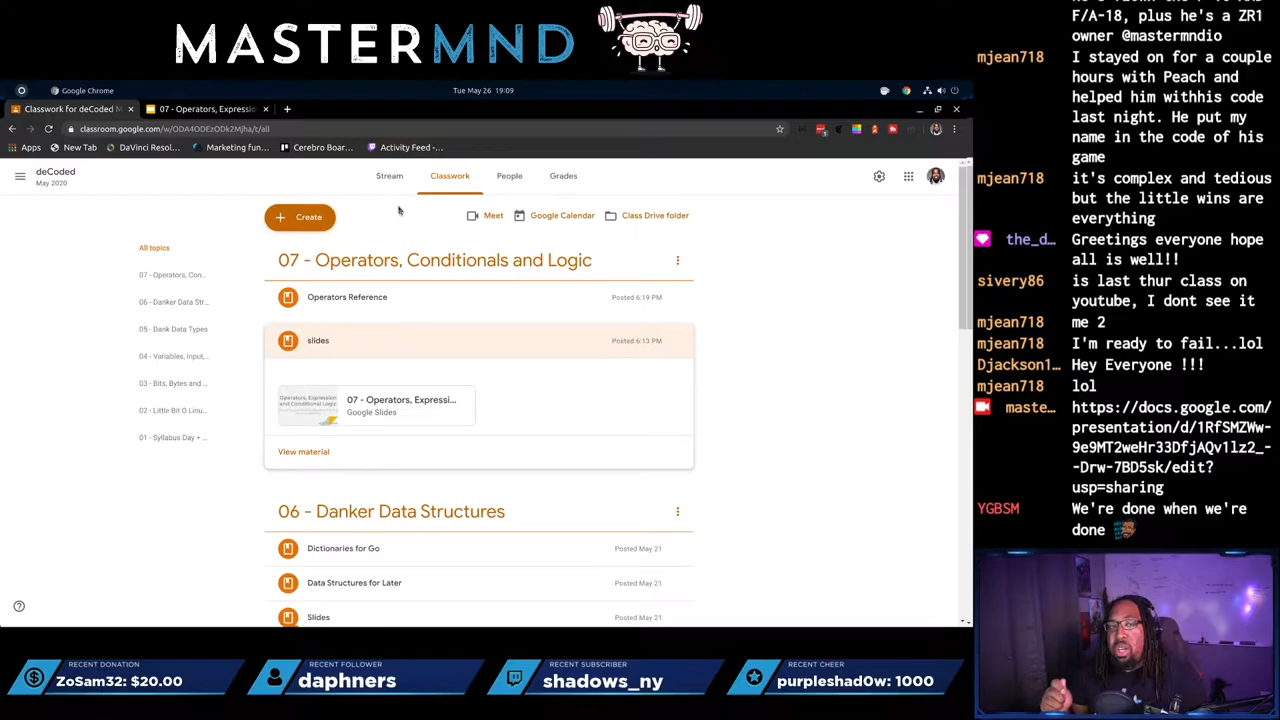 MASTERMND
Google Chrome
Tue May 26 19:09
Classwork for deCoded M
07 - Operators, Expressio
classroom.google.com/w/ODA4ODEzODk2Mjha/t/all
Apps
New Tab
DaVinci Resol...
Marketing fun...
Cerebro Boar...
Activity Feed -...
deCoded
May 2020
Stream
Classwork
People
Grades
Create
Meet
Google Calendar
Class Drive folder
All topics
07 - Operators, Con...
06 - Danker Data Str...
05 - Dank Data Types
04 - Variables, Input,...
03 - Bits, Bytes and ...
02 - Little Bit O Linu...
01 - Syllabus Day + ...
07 - Operators, Conditionals and Logic
Operators Reference
Posted 6:19 PM
slides
Posted 6:13 PM
Operators, Expression
and Conditional Logic
07 - Operators, Expressi...
Google Slides
View material
06 - Danker Data Structures
Dictionaries for Go
Posted May 21
Data Structures for Later
Posted May 21
Slides
Posted May 21
F/A-18, plus he's a ZR1
owner @mastermndio
mjean718 I stayed on for a couple
hours with Peach and
helped him withhis code
last night. He put my
name in the code of his
game
mjean718 it's complex and tedious
but the little wins are
everything
the_d... Greetings everyone hope
all is well!!
sivery86 is last thur class on
youtube, I dont see it
mjean718 me 2
mjean718 I'm ready to fail...lol
Djackson1... Hey Everyone !!!
mjean718 lol
maste... https://docs.google.com/
presentation/d/1RfSMZWw-
9e9MT2weHr33DfjAQv1lz2_-
-Drw-7BD5sk/edit?
usp=sharing
YGBSM We're done when we're
done
RECENT DONATION
ZoSam32: $20.00
RECENT FOLLOWER
daphners
RECENT SUBSCRIBER
shadows_ny
RECENT CHEER
purpleshad0w: 1000